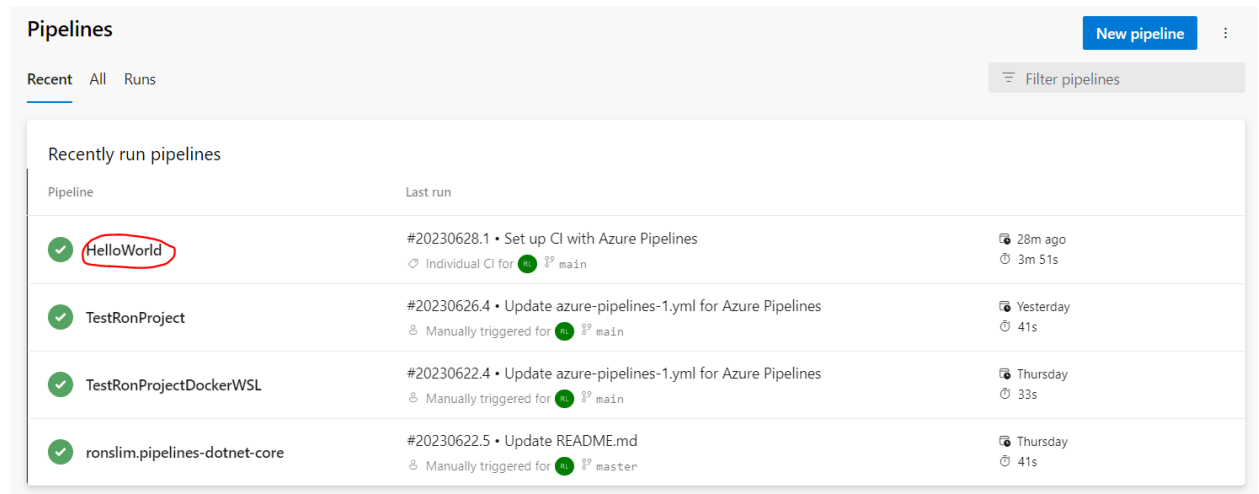 Pipelines
New pipeline
Recent All Runs
Filter pipelines
Recently run pipelines
Pipeline Last run
HelloWorld
#20230628.1 • Set up CI with Azure Pipelines
28m ago
Individual CI for RL main
3m 51s
TestRonProject
#20230626.4 • Update azure-pipelines-1.yml for Azure Pipelines
Yesterday
Manually triggered for RL main
41s
TestRonProjectDockerWSL
#20230622.4 • Update azure-pipelines-1.yml for Azure Pipelines
Thursday
Manually triggered for RL main
33s
ronslim.pipelines-dotnet-core
#20230622.5 • Update README.md
Thursday
Manually triggered for RL master
41s